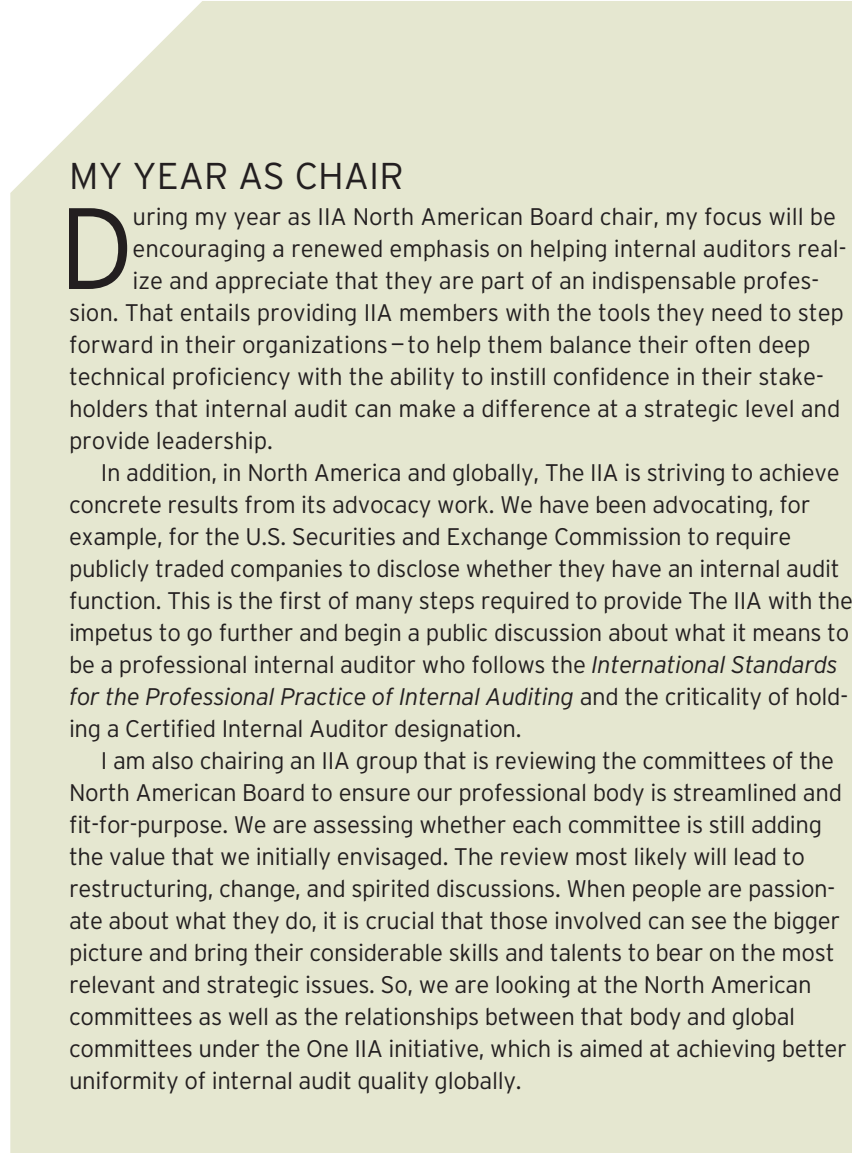 MY YEAR AS CHAIR
During my year as IIA North American Board chair, my focus will be
encouraging a renewed emphasis on helping internal auditors real-
ize and appreciate that they are part of an indispensable profes-
sion. That entails providing IIA members with the tools they need to step
forward in their organizations—to help them balance their often deep
technical proficiency with the ability to instill confidence in their stake-
holders that internal audit can make a difference at a strategic level and
provide leadership.
In addition, in North America and globally, The IIA is striving to achieve
concrete results from its advocacy work. We have been advocating, for
example, for the U.S. Securities and Exchange Commission to require
publicly traded companies to disclose whether they have an internal audit
function. This is the first of many steps required to provide The IIA with the
impetus to go further and begin a public discussion about what it means to
be a professional internal auditor who follows the International Standards
for the Professional Practice of Internal Auditing and the criticality of hold-
ing a Certified Internal Auditor designation.
I am also chairing an IIA group that is reviewing the committees of the
North American Board to ensure our professional body is streamlined and
fit-for-purpose. We are assessing whether each committee is still adding
the value that we initially envisaged. The review most likely will lead to
restructuring, change, and spirited discussions. When people are passion-
ate about what they do, it is crucial that those involved can see the bigger
picture and bring their considerable skills and talents to bear on the most
relevant and strategic issues. So, we are looking at the North American
committees as well as the relationships between that body and global
committees under the One IIA initiative, which is aimed at achieving better
uniformity of internal audit quality globally.